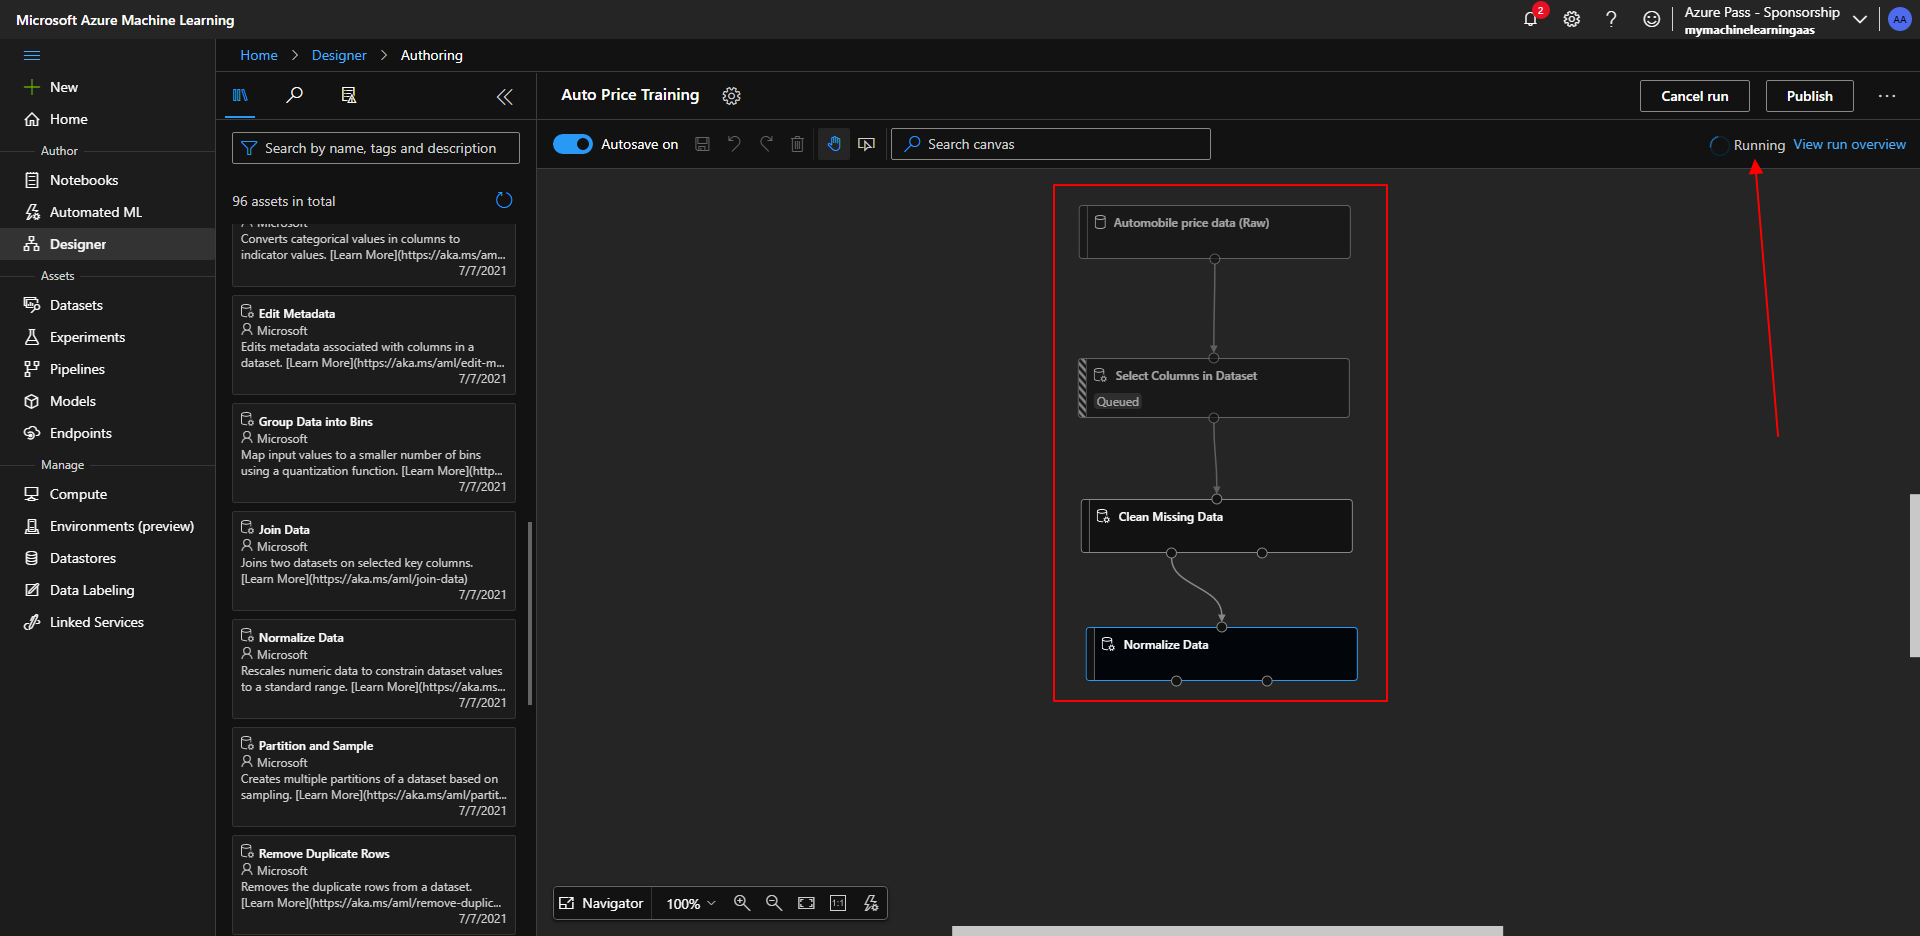 Microsoft Azure Machine Learning
2
Azure Pass - Sponsorship
mymachinelearningaas
AA
New
Home
Author
Notebooks
Automated ML
Designer
Assets
Datasets
Experiments
Pipelines
Models
Endpoints
Manage
Compute
Environments (preview)
Datastores
Data Labeling
Linked Services
Home > Designer > Authoring
Search by name, tags and description
96 assets in total
Microsoft
Converts categorical values in columns to
indicator values. [Learn More](https://aka.ms/am...
7/7/2021
Edit Metadata
Microsoft
Edits metadata associated with columns in a
dataset. [Learn More](https://aka.ms/aml/edit-m...
7/7/2021
Group Data into Bins
Microsoft
Map input values to a smaller number of bins
using a quantization function. [Learn More](http...
7/7/2021
Join Data
Microsoft
Joins two datasets on selected key columns.
[Learn More](https://aka.ms/aml/join-data)
7/7/2021
Normalize Data
Microsoft
Rescales numeric data to constrain dataset values
to a standard range. [Learn More](https://aka.ms...
7/7/2021
Partition and Sample
Microsoft
Creates multiple partitions of a dataset based on
sampling. [Learn More](https://aka.ms/aml/partit...
7/7/2021
Remove Duplicate Rows
Microsoft
Removes the duplicate rows from a dataset.
[Learn More](https://aka.ms/aml/remove-duplic...
7/7/2021
Auto Price Training
Cancel run
Publish
Autosave on
Search canvas
Running
View run overview
Automobile price data (Raw)
Select Columns in Dataset
Queued
Clean Missing Data
Normalize Data
Navigator
100%
1:1